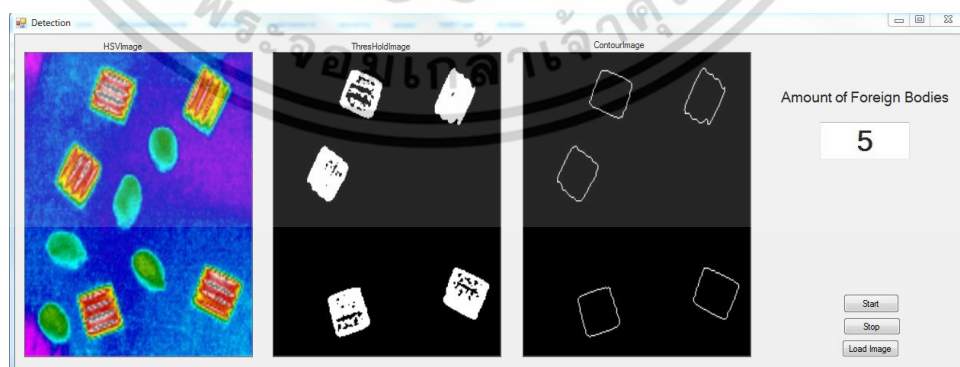 Detection
HSVImage
ThresHoldImage
ContourImage
Amount of Foreign Bodies
5
Start
Stop
Load Image